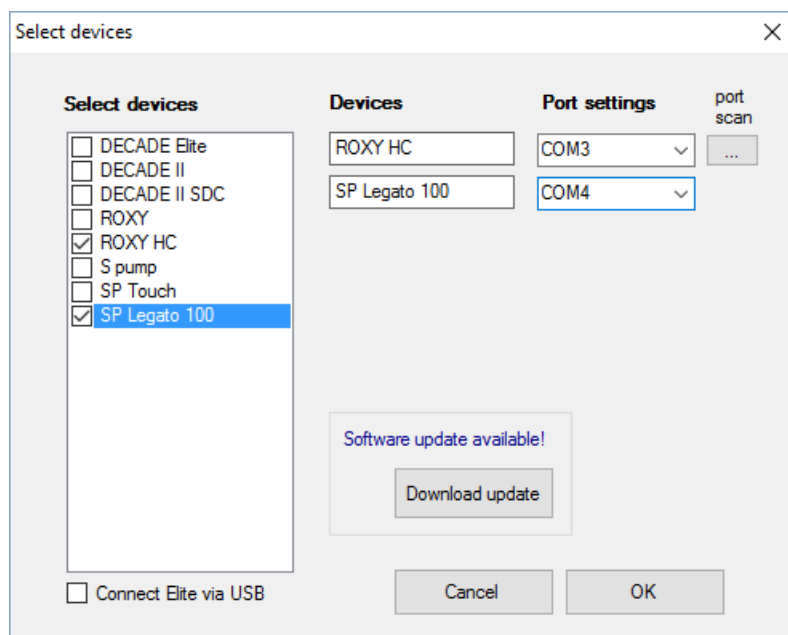 Select devices
Select devices
DECADE Elite
DECADE II
DECADE II SDC
ROXY
ROXY HC
S pump
SP Touch
SP Legato 100
Connect Elite via USB
Devices
ROXY HC
SP Legato 100
Port settings
COM3
COM4
port
scan
...
Software update available!
Download update
Cancel
OK